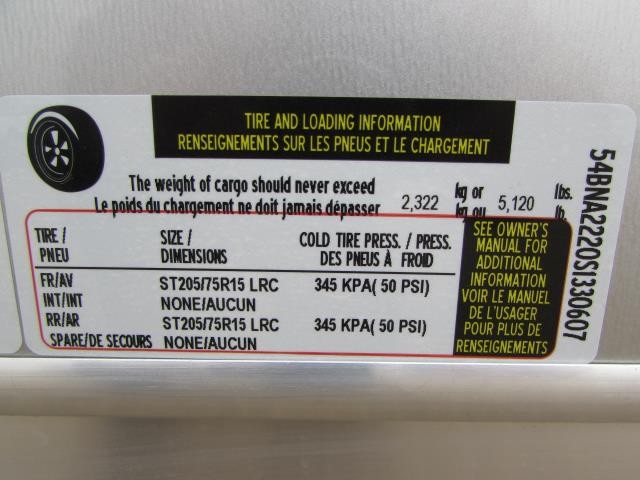 TIRE AND LOADING INFORMATION
RENSEIGNEMENTS SUR LES PNEUS ET LE CHARGEMENT
The weight of cargo should never exceed 2,322 kg or 5,120 lbs.
Le poids du chargement ne doit jamais dépasser kg ou lb.
TIRE / SIZE / COLD TIRE PRESS. / PRESS.
PNEU DIMENSIONS DES PNEUS À FROID
FR/AV ST205/75R15 LRC 345 KPA( 50 PSI)
INT/INT NONE/AUCUN
RR/AR ST205/75R15 LRC 345 KPA( 50 PSI)
SPARE/DE SECOURS NONE/AUCUN
SEE OWNER'S
MANUAL FOR
ADDITIONAL
INFORMATION
VOIR LE MANUEL
DE L'USAGER
POUR PLUS DE
RENSEIGNEMENTS
54BNA2220S1330607